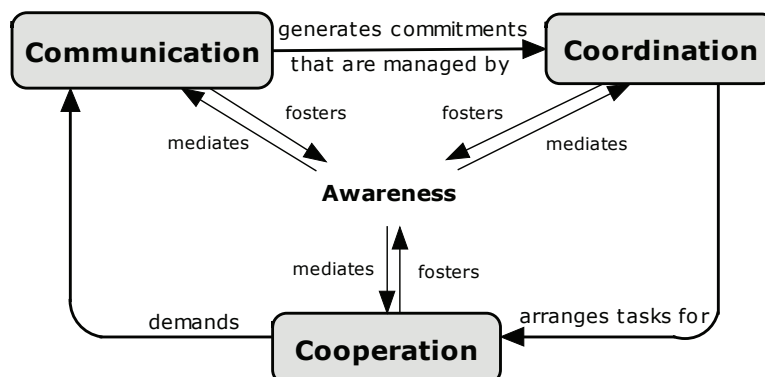 generates commitments
Communication
Coordination
that are managed by
fosters
fosters
mediates
mediates
Awareness
mediates
fosters
demands
arranges tasks for
Cooperation